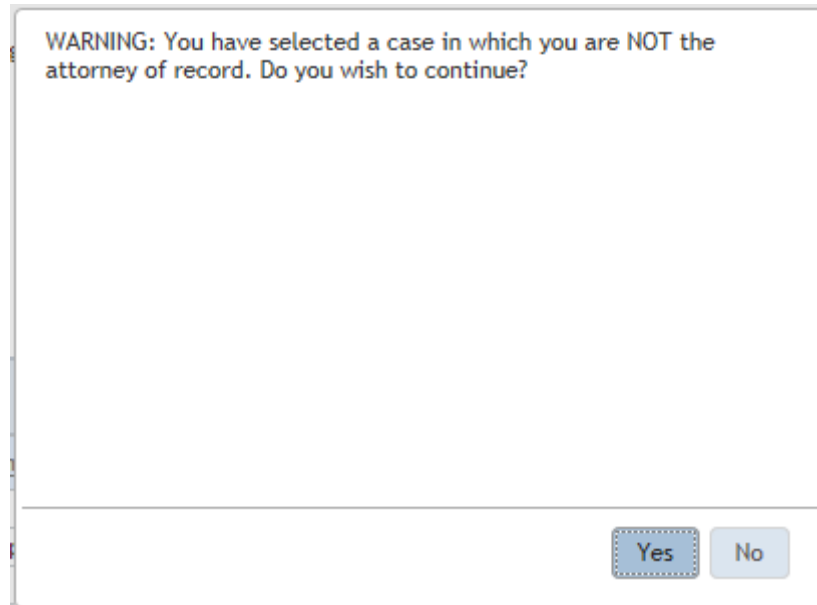 WARNING: You have selected a case in which you are NOT the
attorney of record. Do you wish to continue?
Yes No